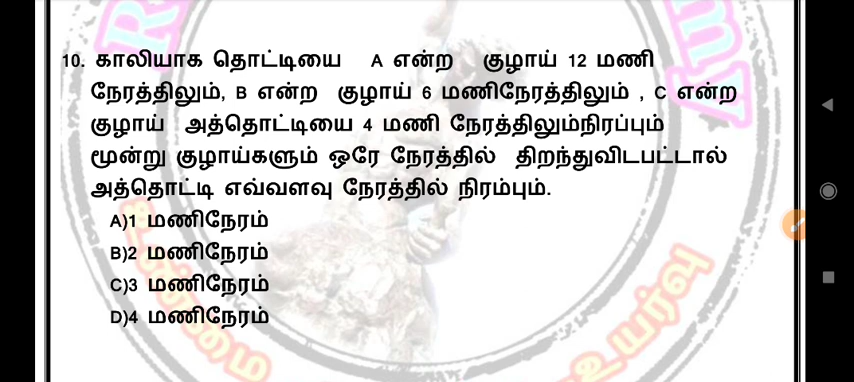 10. காலியாக தொட்டியை A என்ற குழாய் 12 மணி
நேரத்திலும், B என்ற குழாய் 6 மணிநேரத்திலும் , C என்ற
குழாய் அத்தொட்டியை 4 மணி நேரத்திலும்நிரப்பும்
மூன்று குழாய்களும் ஒரே நேரத்தில் திறந்துவிடபட்டால்
அத்தொட்டி எவ்வளவு நேரத்தில் நிரம்பும்.
A)1 மணிநேரம்
B)2 மணிநேரம்
C)3 மணிநேரம்
D)4 மணிநேரம்
உயர்வு